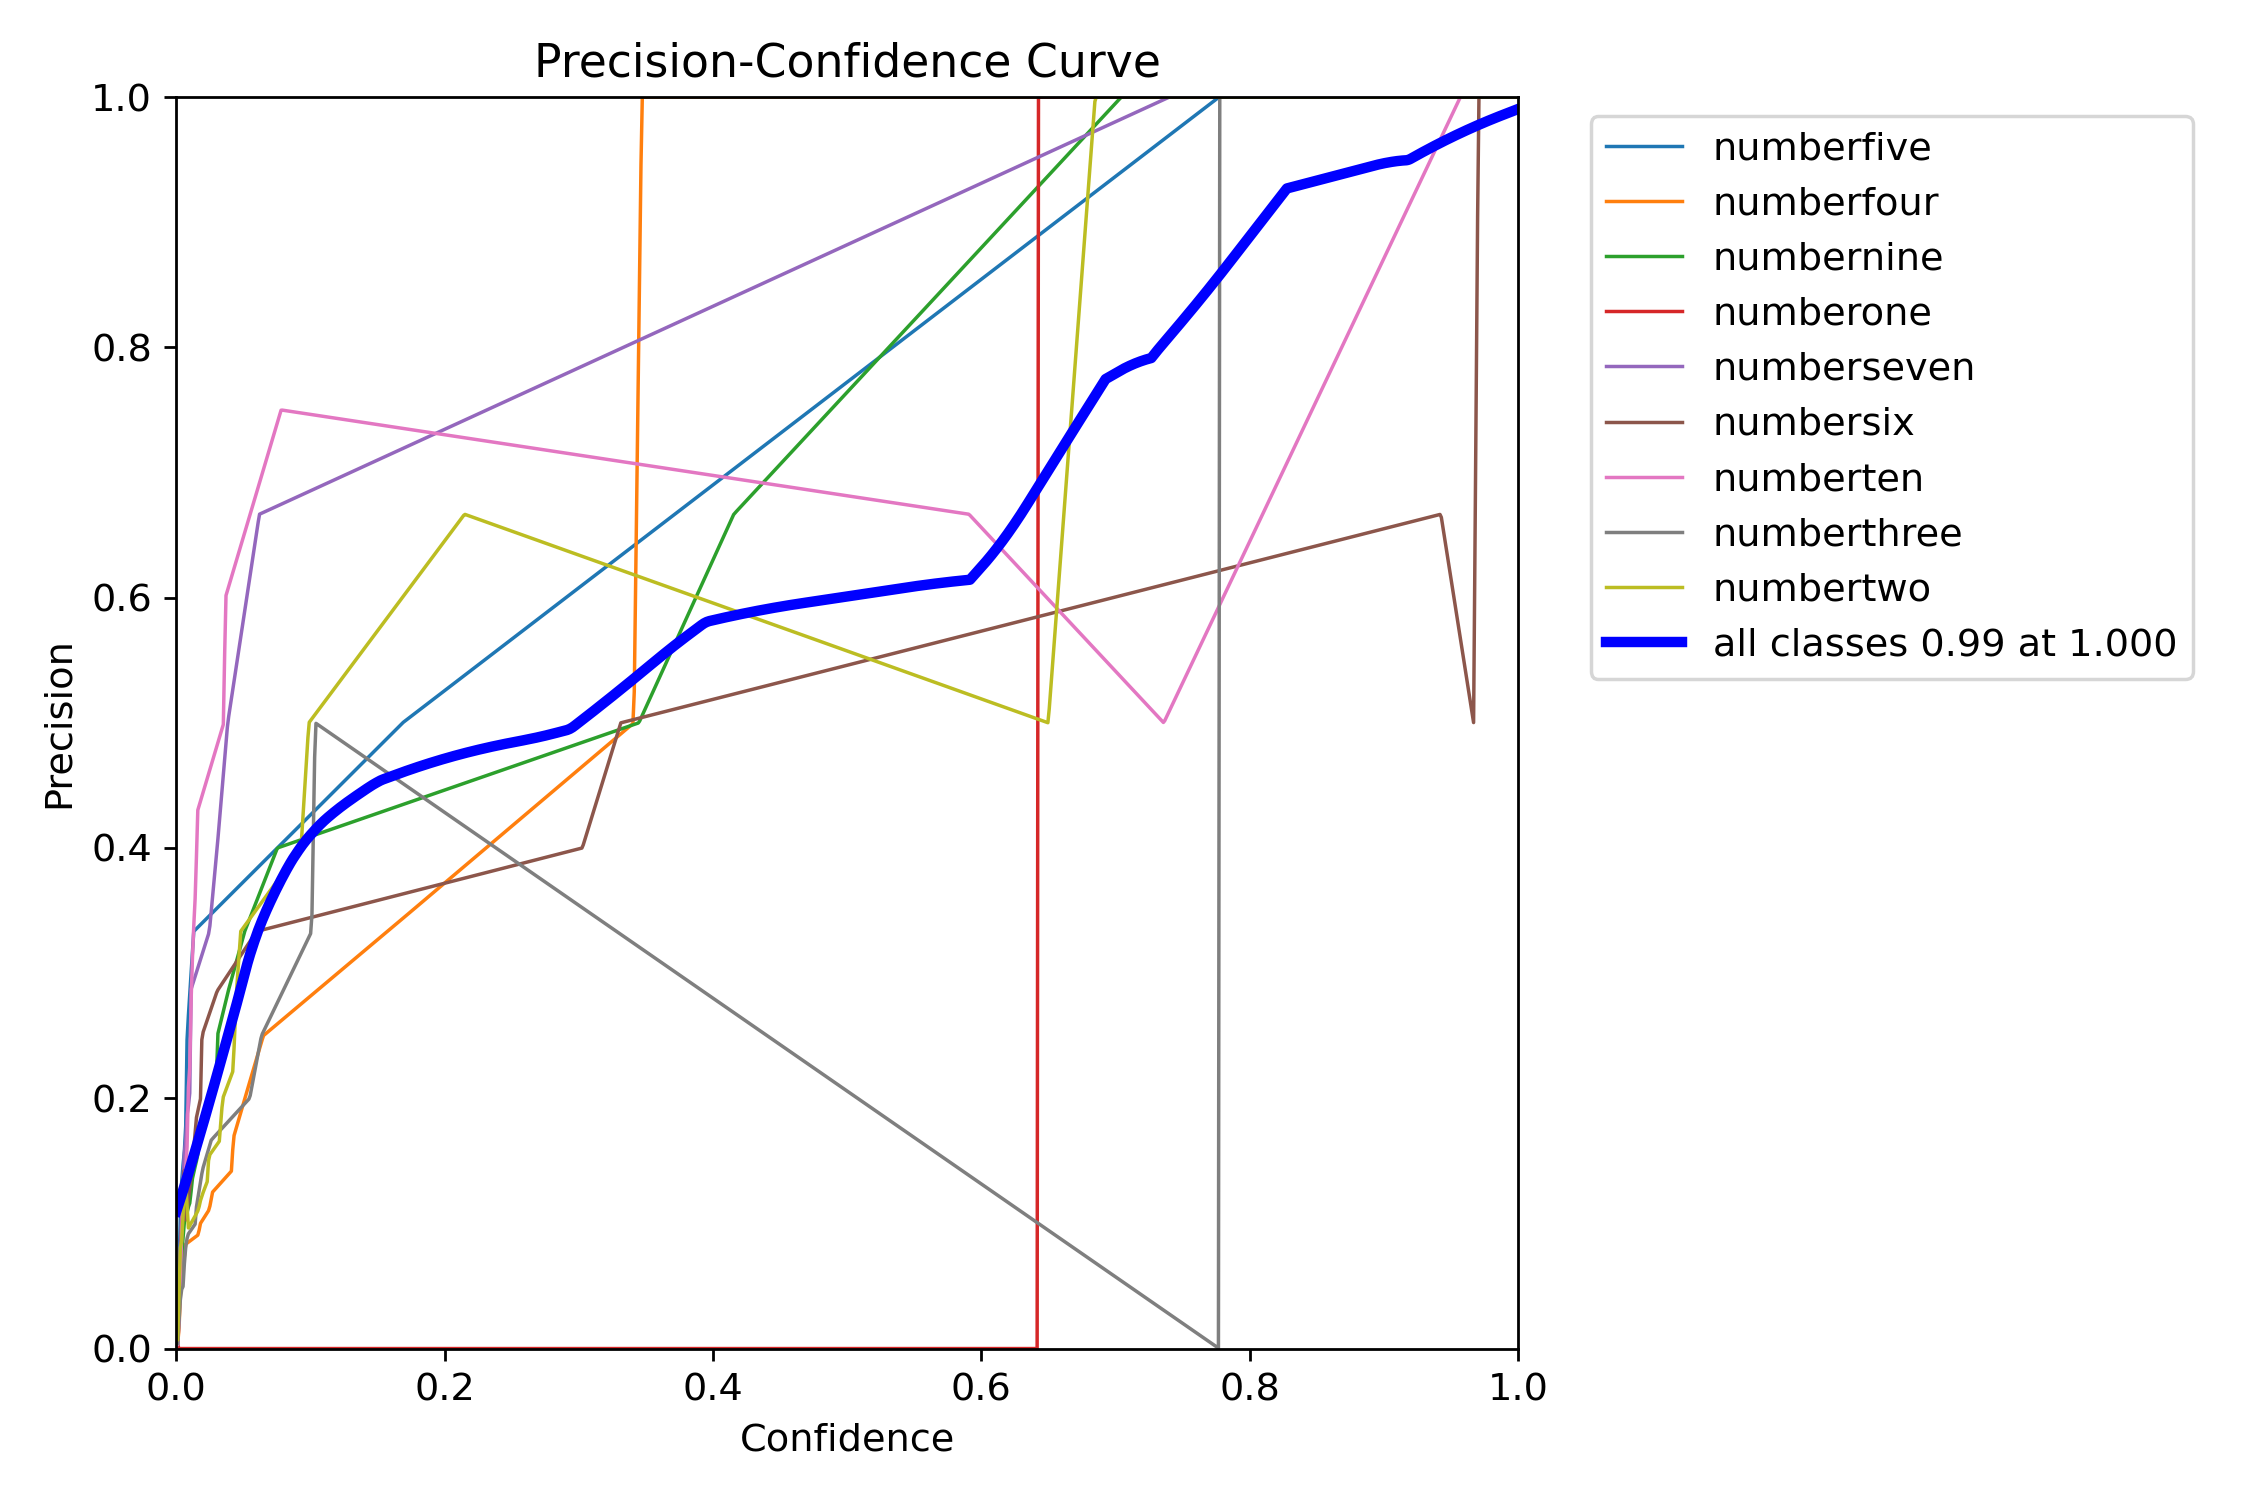 Precision-Confidence Curve
1.0
0.8
0.6
0.4
0.2
0.0
Precision
0.0 0.2 0.4 0.6 0.8 1.0
Confidence
numberfive
numberfour
numbernine
numberone
numberseven
numbersix
numberten
numberthree
numbertwo
all classes 0.99 at 1.000